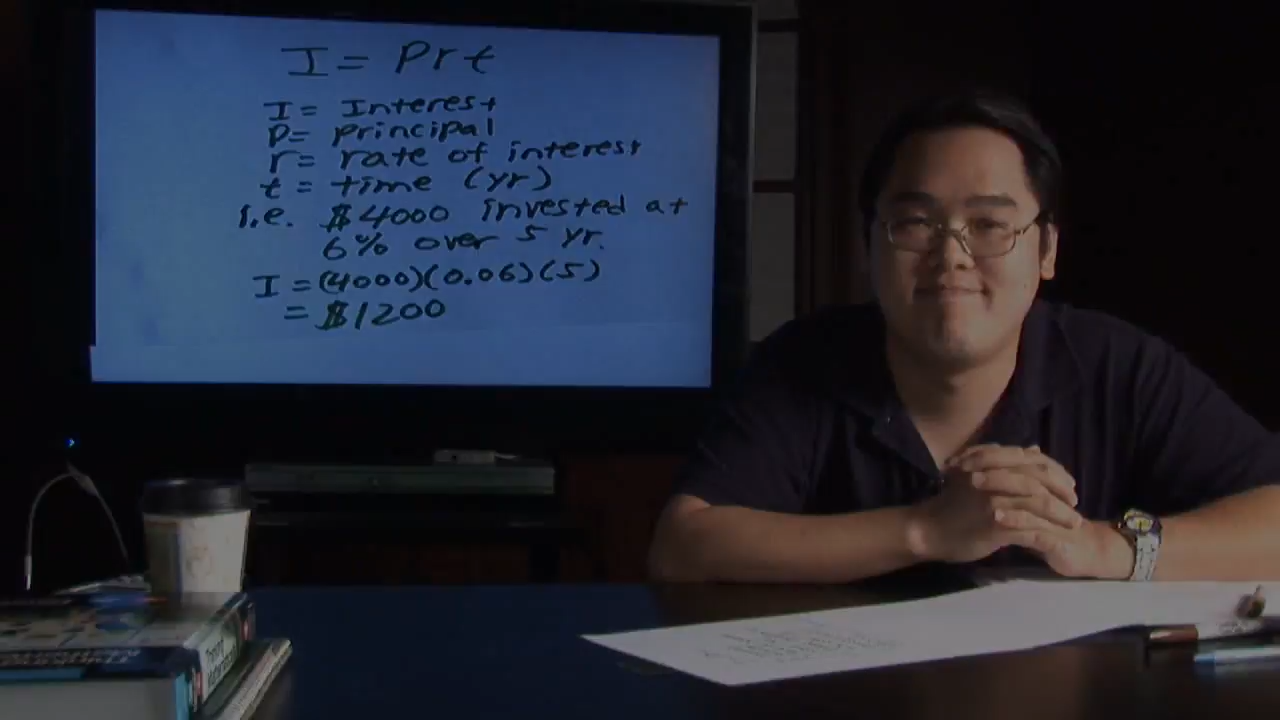 I = Prt
I = Interest
P = principal
r = rate of interest
t = time (yr)
i.e. $4000 invested at
6% over 5 yr.
I = (4000)(0.06)(5)
= $1200